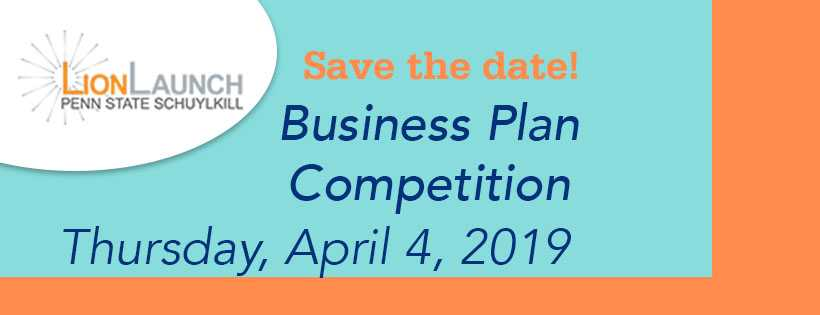 LionLaunch
PENN STATE SCHUYLKILL
Save the date!
Business Plan
Competition
Thursday, April 4, 2019